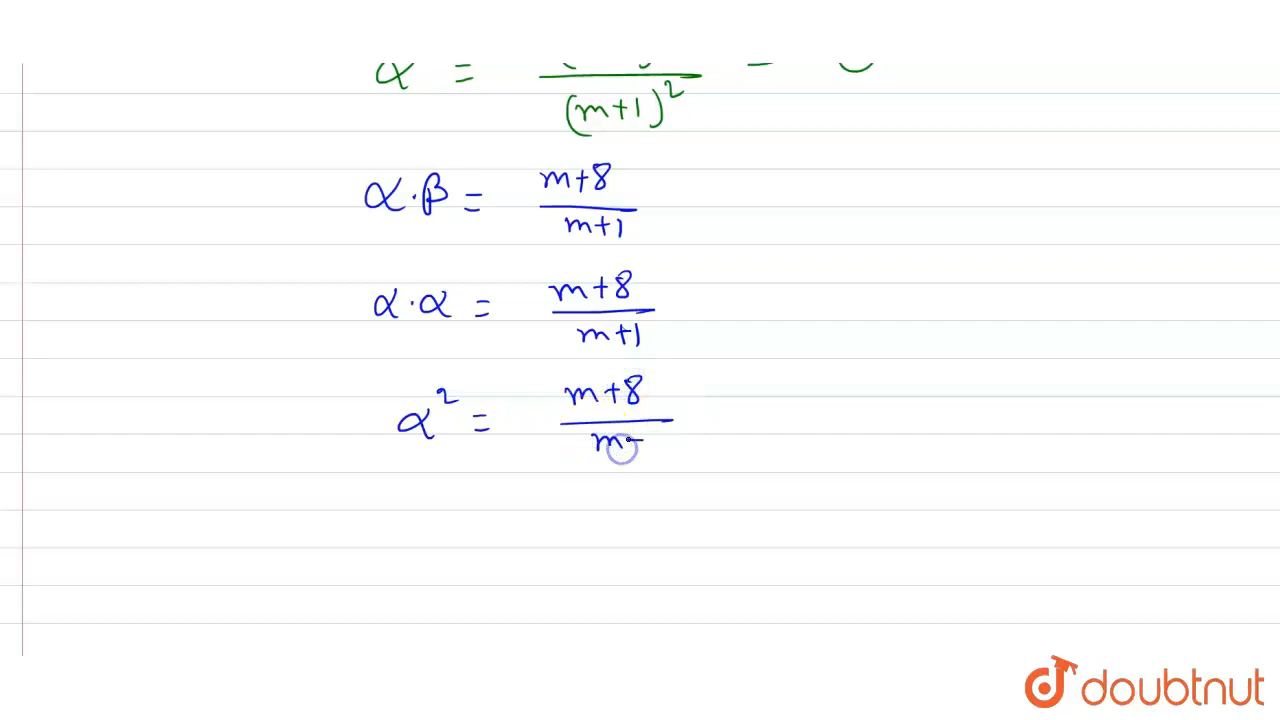 α =
(m+1)²
α·β = m+8
m+1
α·α = m+8
m+1
α² = m+8
m
doubtnut